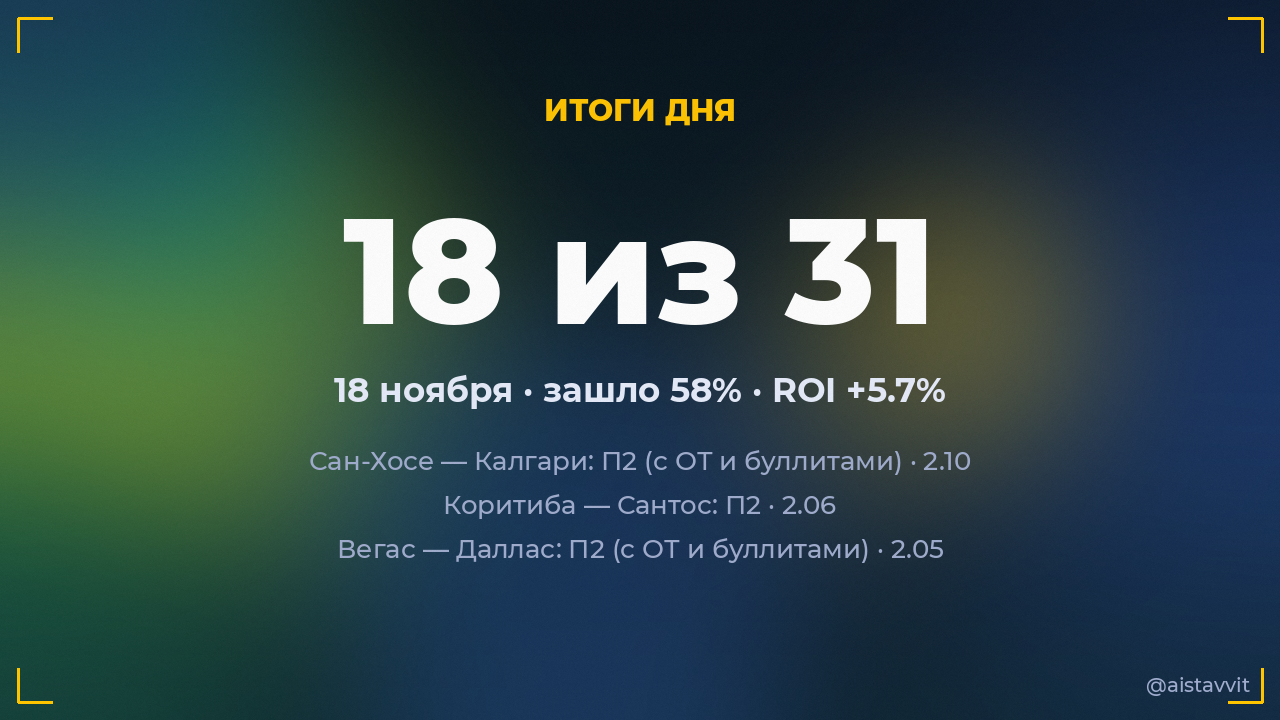 ИТОГИ ДНЯ
18 из 31
18 ноября · зашло 58% · ROI +5.7%
Сан-Хосе — Калгари: П2 (с ОТ и буллитами) · 2.10
Коритиба — Сантос: П2 · 2.06
Вегас — Даллас: П2 (с ОТ и буллитами) · 2.05
@aistavvit